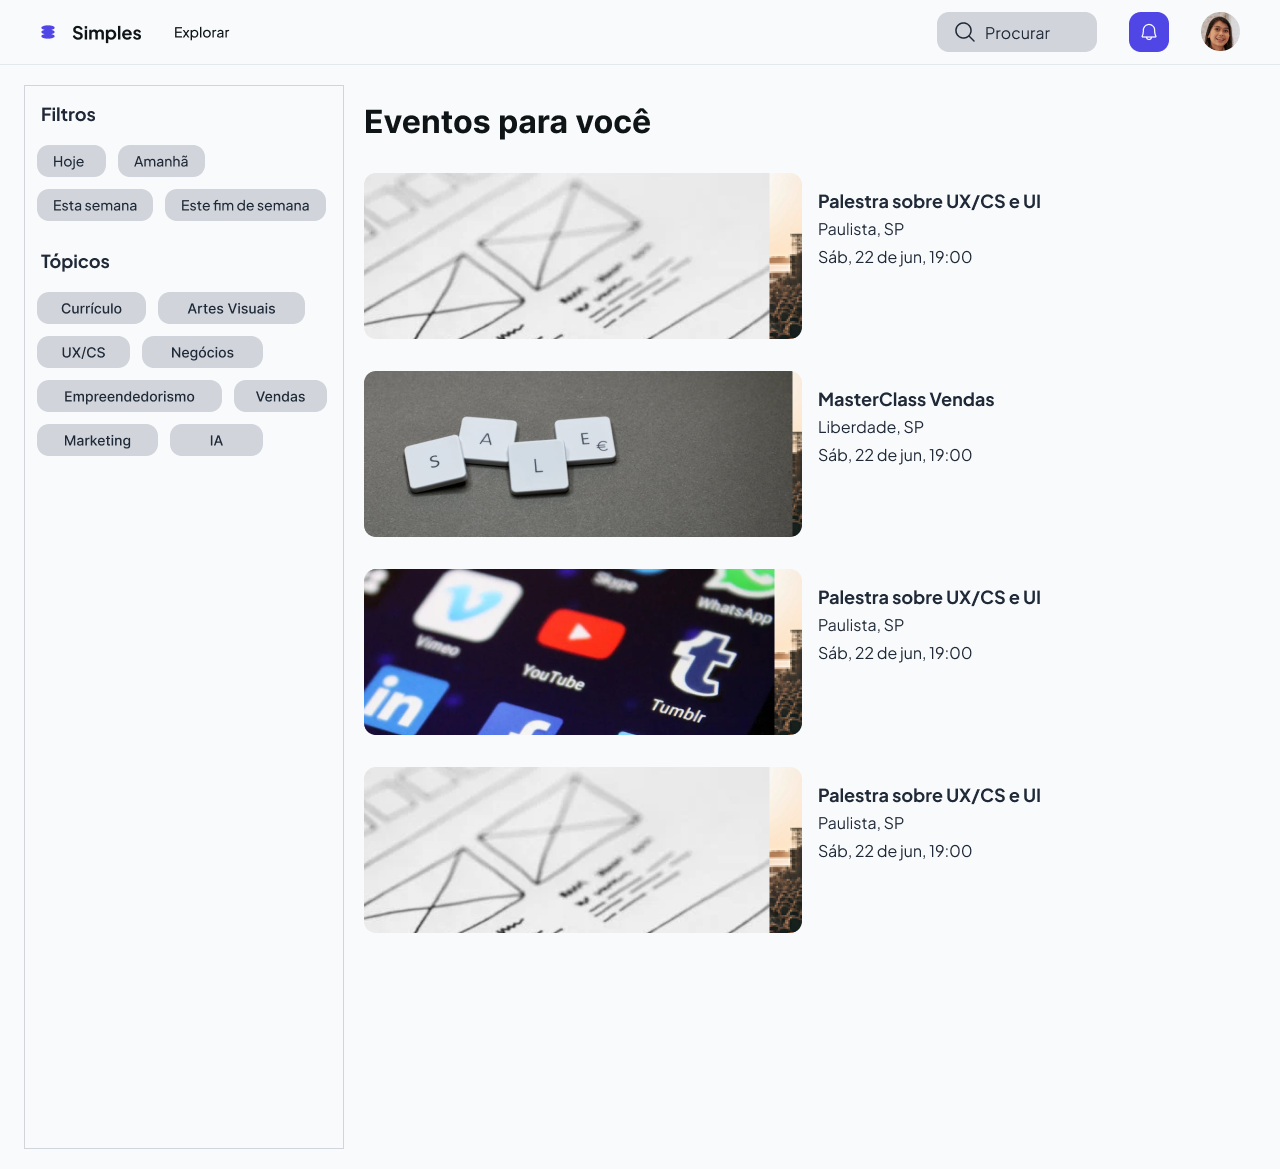 Simples
Explorar
Procurar
Filtros
Hoje
Amanhã
Esta semana
Este fim de semana
Tópicos
Currículo
Artes Visuais
UX/CS
Negócios
Empreendedorismo
Vendas
Marketing
IA
Eventos para você
Palestra sobre UX/CS e UI
Paulista, SP
Sáb, 22 de jun, 19:00
S
A
L
E
€
MasterClass Vendas
Liberdade, SP
Sáb, 22 de jun, 19:00
Skype
WhatsApp
Vimeo
YouTube
Tumblr
in
f
t
Palestra sobre UX/CS e UI
Paulista, SP
Sáb, 22 de jun, 19:00
Palestra sobre UX/CS e UI
Paulista, SP
Sáb, 22 de jun, 19:00